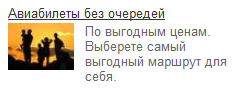 Авиабилеты без очередей
По выгодным ценам.
Выберете самый
выгодный маршрут для
себя.